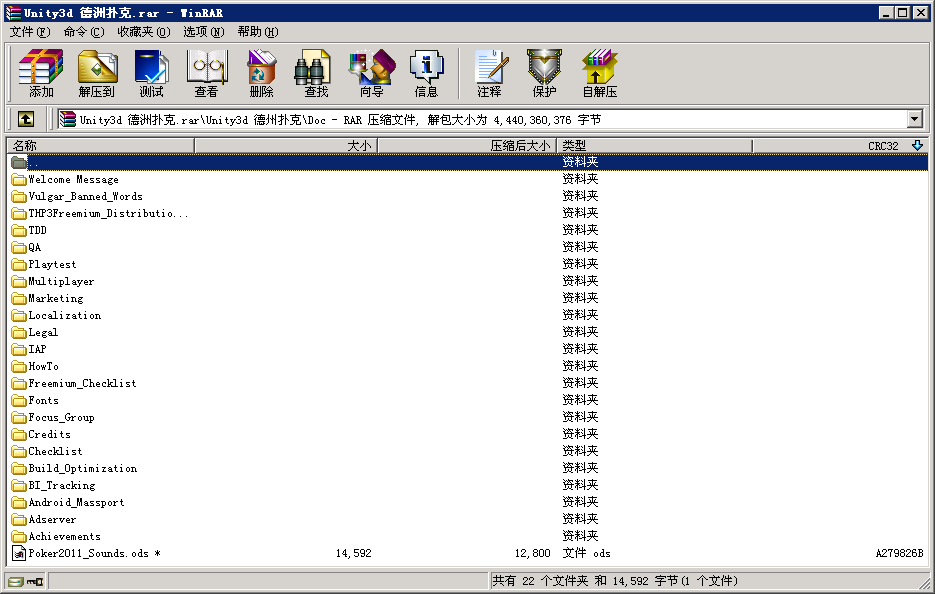 Unity3d 德洲扑克.rar - WinRAR
文件(F) 命令(C) 收藏夹(O) 选项(N) 帮助(H)
添加 解压到 测试 查看 删除 查找 向导 信息 注释 保护 自解压
Unity3d 德洲扑克.rar\Unity3d 德州扑克\Doc - RAR 压缩文件, 解包大小为 4,440,360,376 字节
名称 大小 压缩后大小 类型 CRC32
.. 资料夹
Welcome Message 资料夹
Vulgar_Banned_Words 资料夹
THP3Freemium_Distributio... 资料夹
TDD 资料夹
QA 资料夹
Playtest 资料夹
Multiplayer 资料夹
Marketing 资料夹
Localization 资料夹
Legal 资料夹
IAP 资料夹
HowTo 资料夹
Freemium_Checklist 资料夹
Fonts 资料夹
Focus_Group 资料夹
Credits 资料夹
Checklist 资料夹
Build_Optimization 资料夹
BI_Tracking 资料夹
Android_Massport 资料夹
Adserver 资料夹
Achievements 资料夹
Poker2011_Sounds.ods * 14,592 12,800 文件 ods A279826B
共有 22 个文件夹 和 14,592 字节(1 个文件)